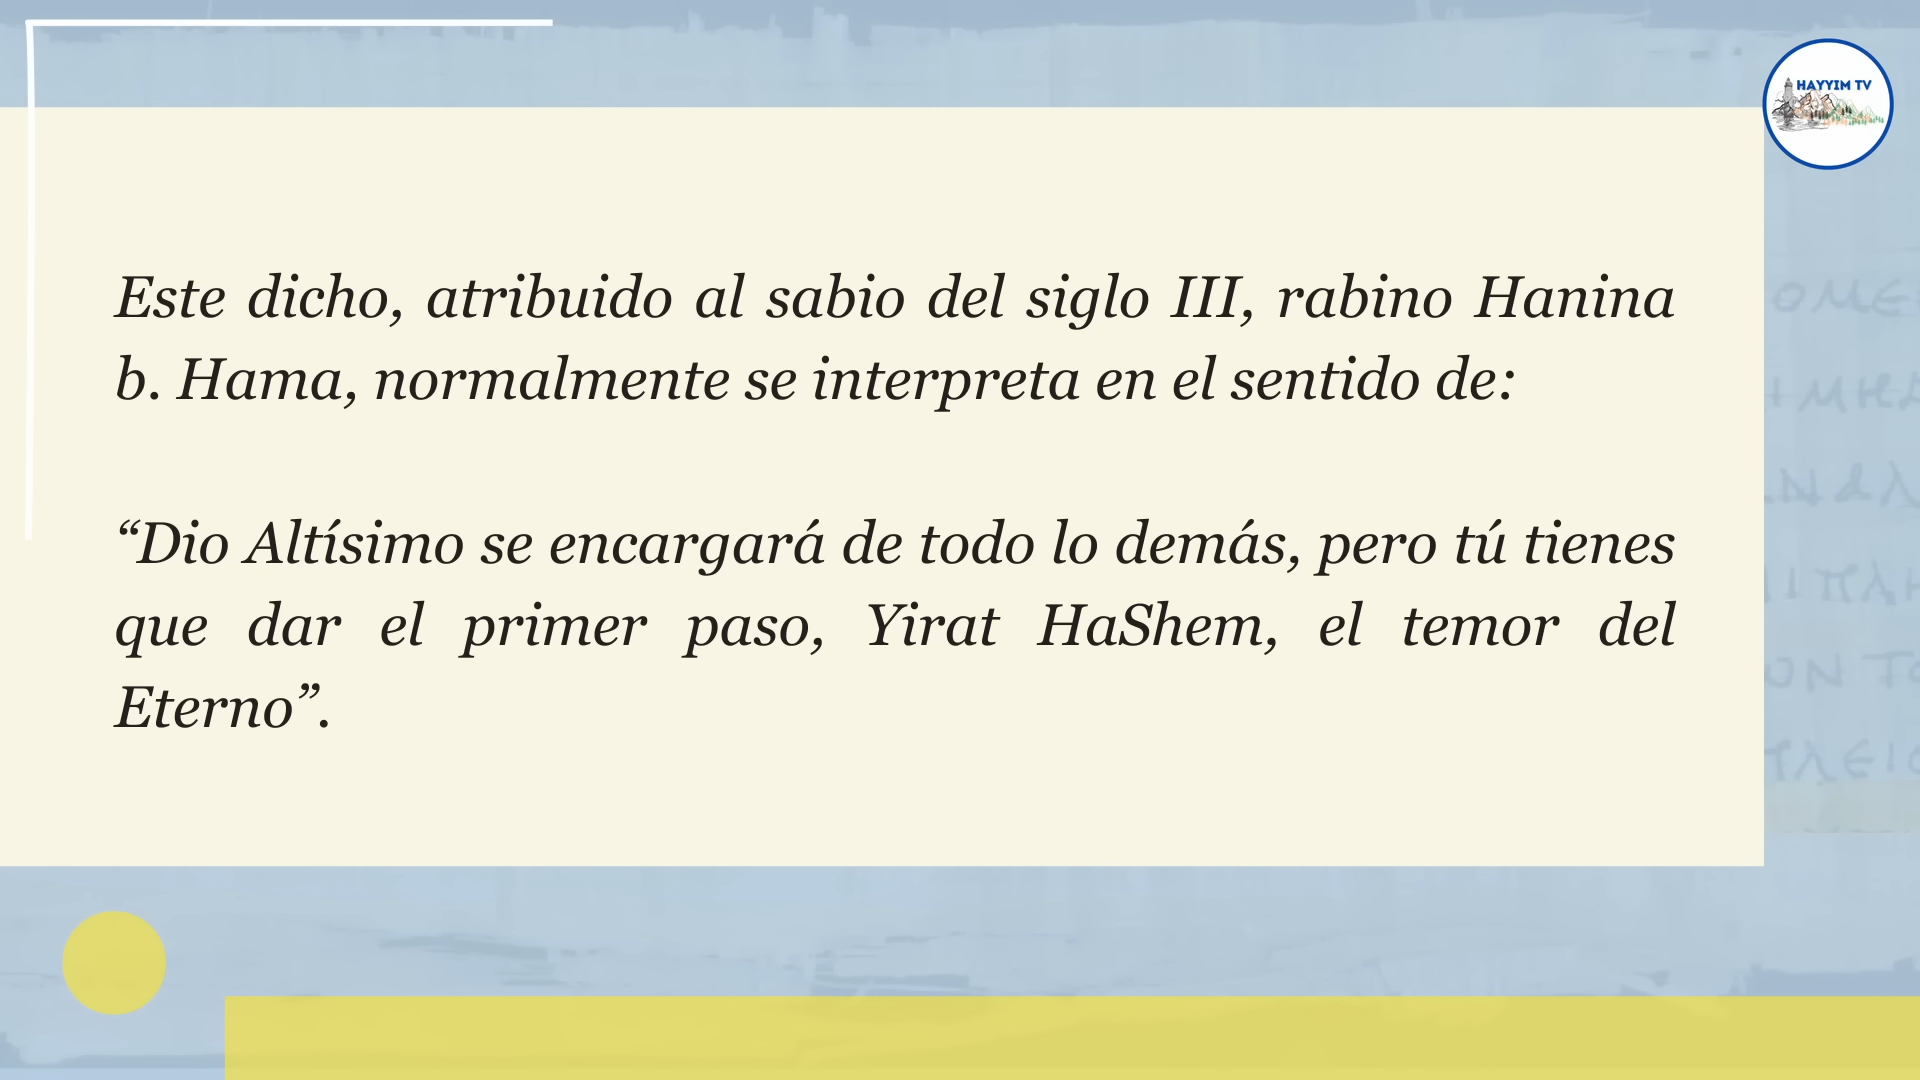 HAYYIM TV
Este dicho, atribuido al sabio del siglo III, rabino Hanina
b. Hama, normalmente se interpreta en el sentido de:
“Dio Altísimo se encargará de todo lo demás, pero tú tienes
que dar el primer paso, Yirat HaShem, el temor del
Eterno”.